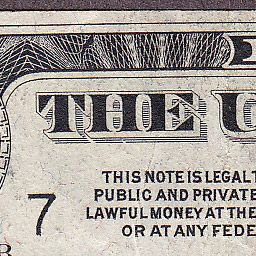 THE U
THIS NOTE IS LEGAL T
PUBLIC AND PRIVATE
7
LAWFUL MONEY AT THE
OR AT ANY FEDE
B